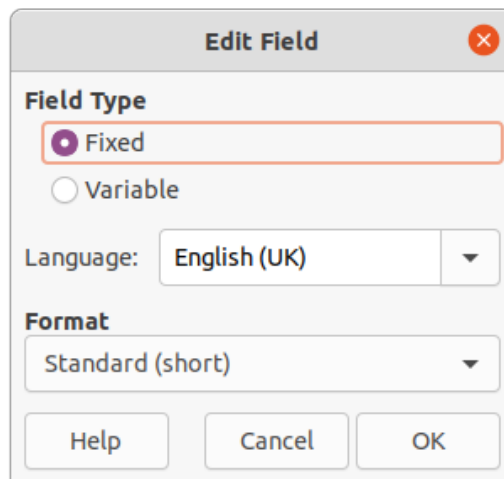 Edit Field
Field Type
Fixed
Variable
Language: English (UK)
Format
Standard (short)
Help Cancel OK